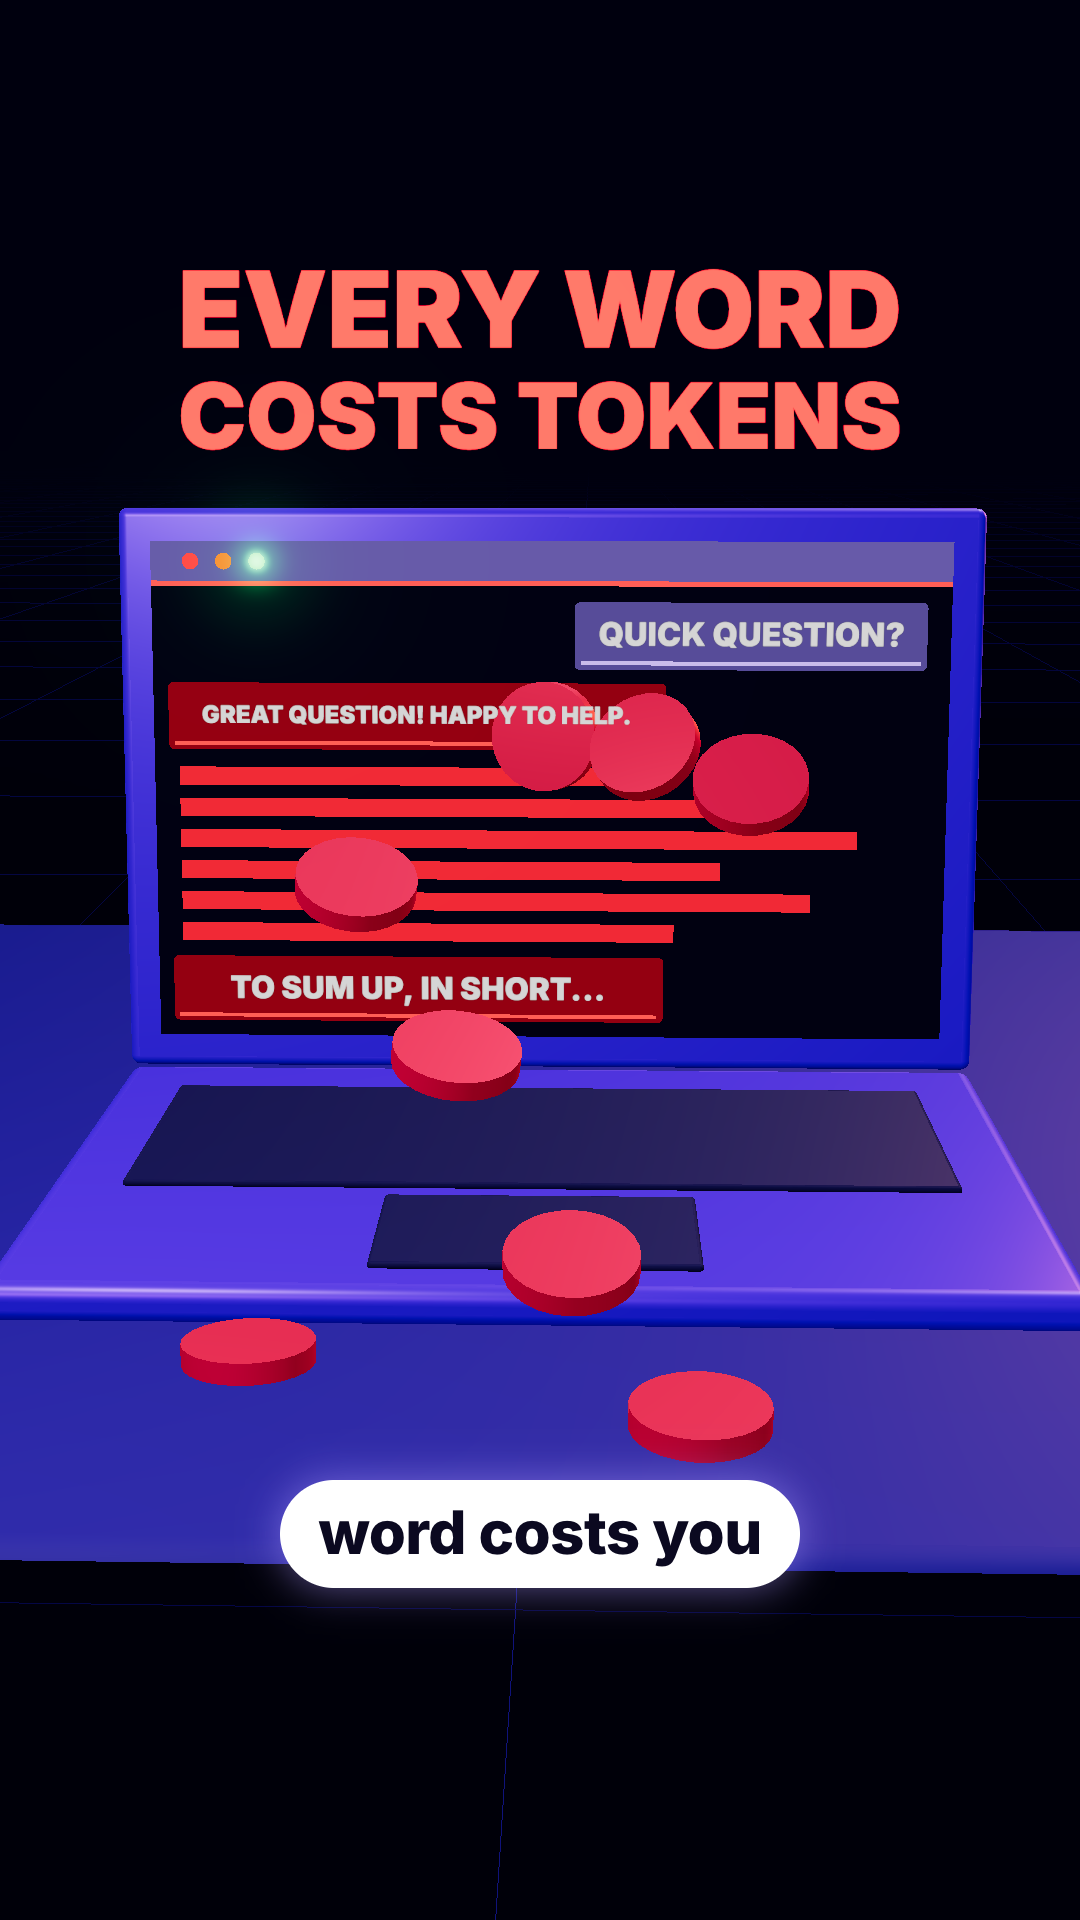 EVERY WORD
COSTS TOKENS
QUICK QUESTION?
GREAT QUESTION! HAPPY TO HELP.
TO SUM UP, IN SHORT...
word costs you